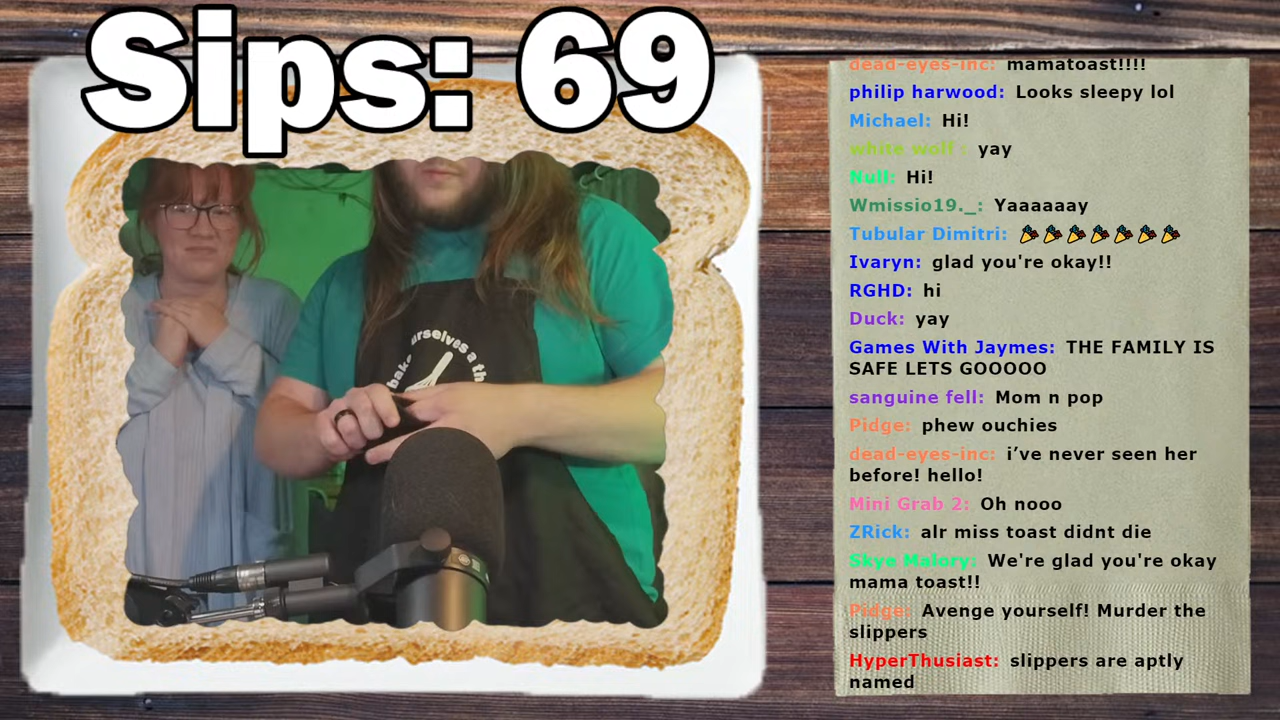 Sips: 69
bake ourselves a th
dead-eyes-inc: mamatoast!!!!
philip harwood: Looks sleepy lol
Michael: Hi!
white wolf : yay
Null: Hi!
Wmissio19._: Yaaaaaay
Tubular Dimitri: 🎉🎉🎉🎉🎉🎉🎉
Ivaryn: glad you're okay!!
RGHD: hi
Duck: yay
Games With Jaymes: THE FAMILY IS
SAFE LETS GOOOOO
sanguine fell: Mom n pop
Pidge: phew ouchies
dead-eyes-inc: i’ve never seen her
before! hello!
Mini Grab 2: Oh nooo
ZRick: alr miss toast didnt die
Skye Malory: We're glad you're okay
mama toast!!
Pidge: Avenge yourself! Murder the
slippers
HyperThusiast: slippers are aptly
named